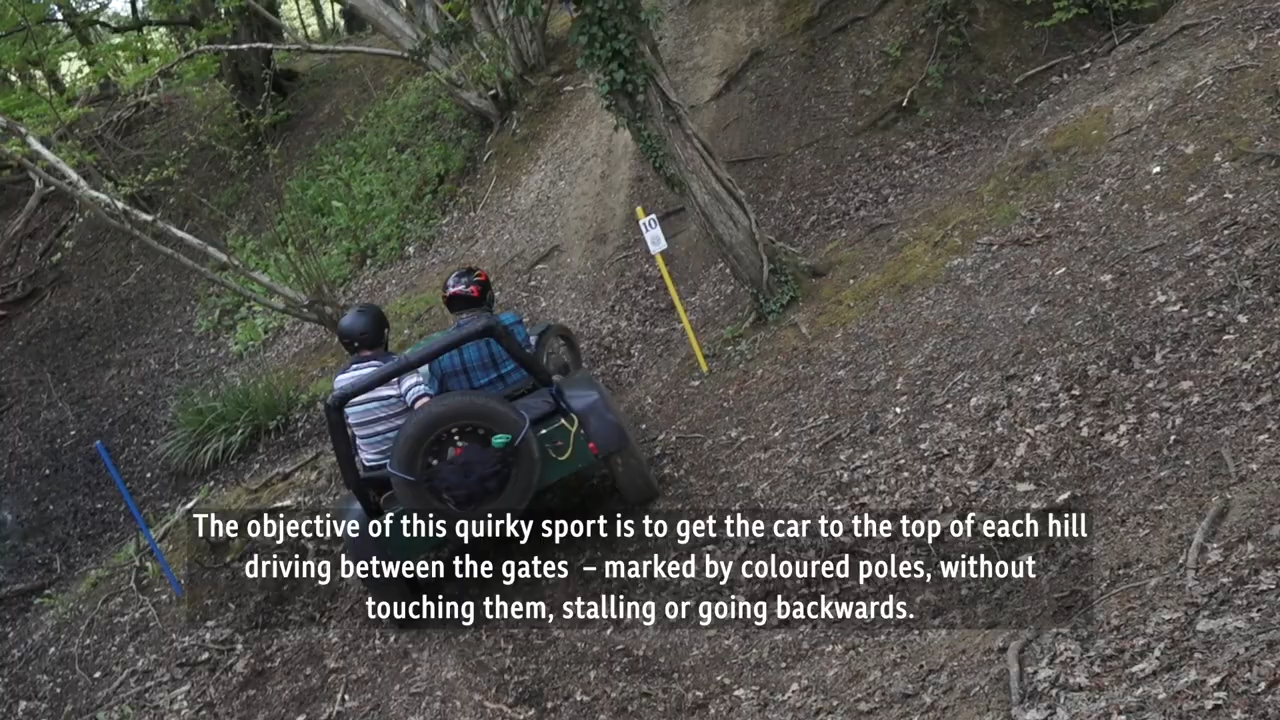 10
The objective of this quirky sport is to get the car to the top of each hill
driving between the gates – marked by coloured poles, without
touching them, stalling or going backwards.